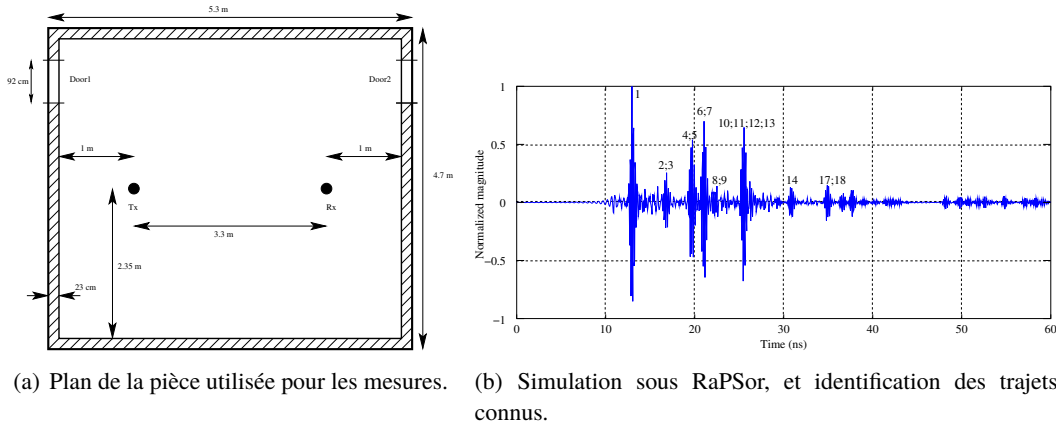 5.3 m
92 cm
Door1
Door2
1 m
1 m
4.7 m
Tx
Rx
3.3 m
2.35 m
23 cm
(a) Plan de la pièce utilisée pour les mesures.
1
0.5
0
−0.5
−1
Normalized magnitude
1
2;3
4;5
6;7
8;9
10;11;12;13
14
17;18
0
10
20
30
40
50
60
Time (ns)
(b) Simulation sous RaPSor, et identification des trajets
connus.